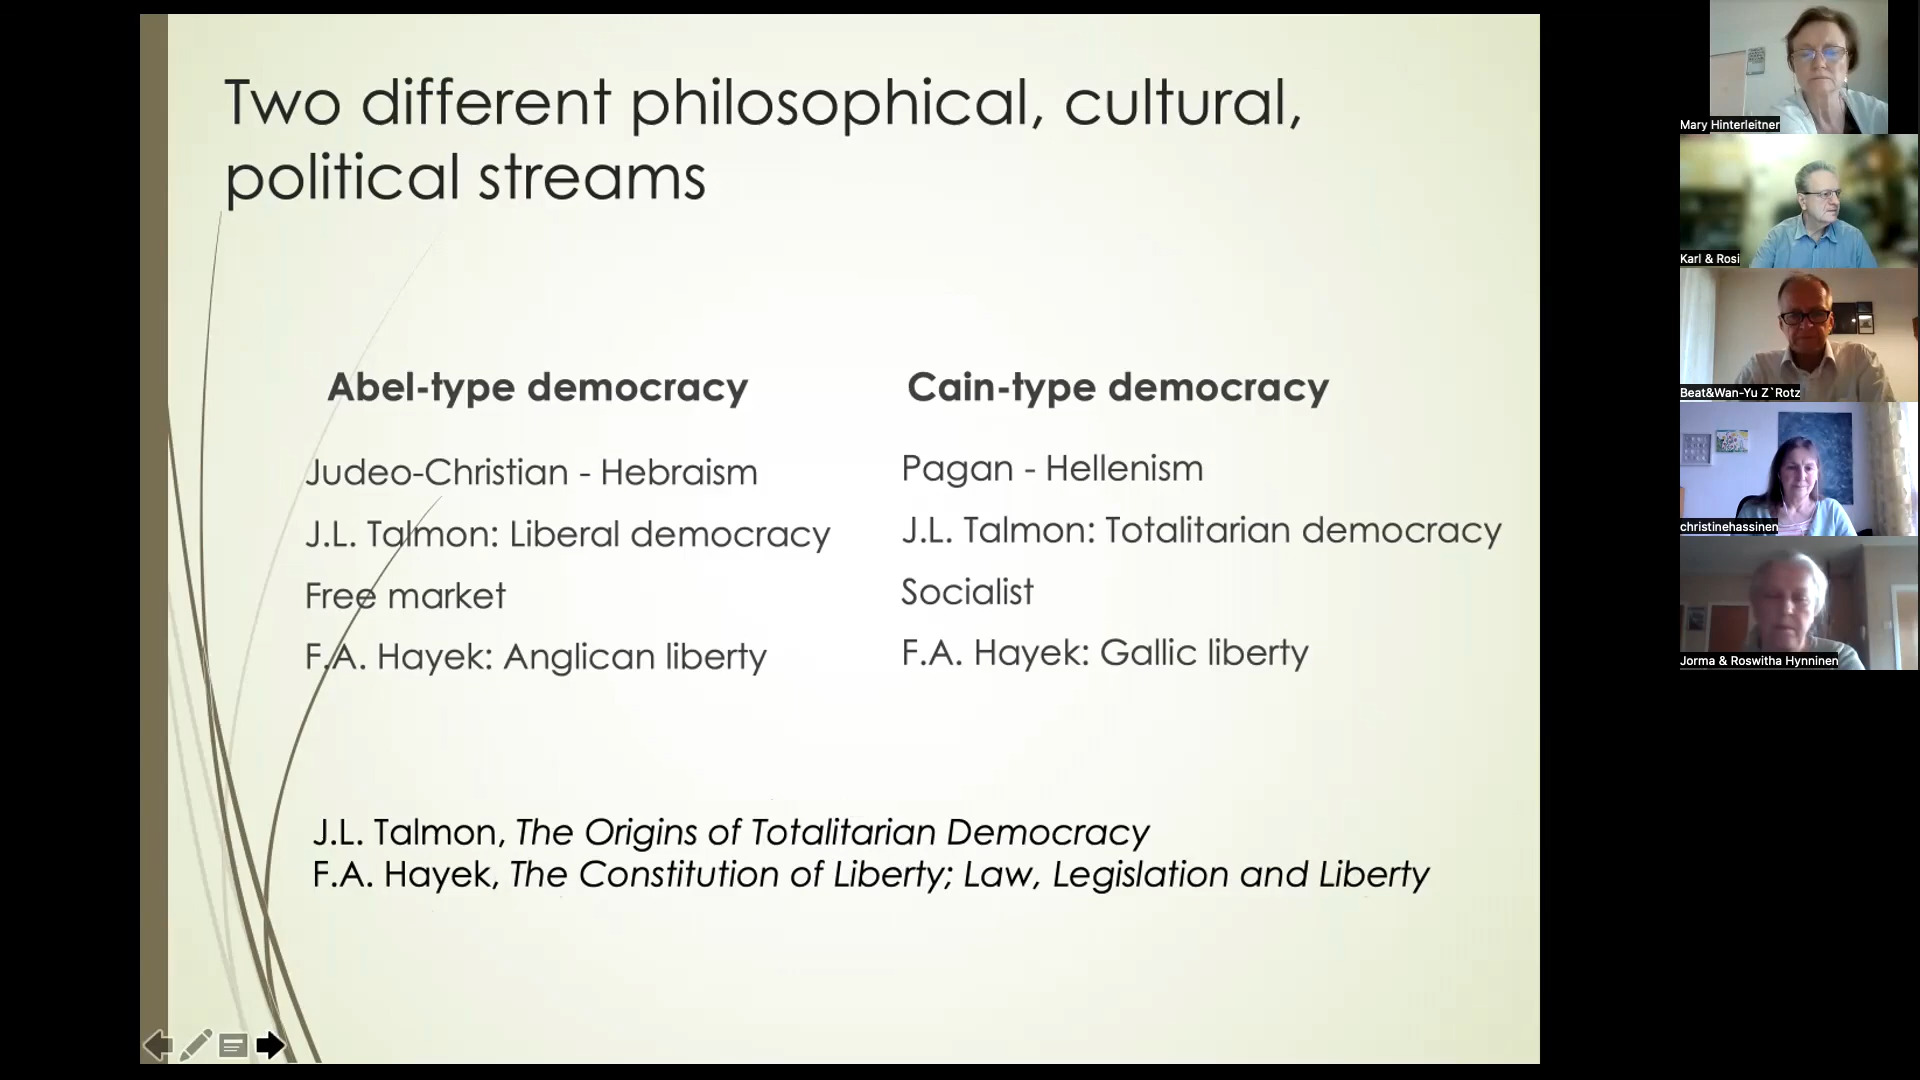 Two different philosophical, cultural,
political streams
Abel-type democracy
Judeo-Christian - Hebraism
J.L. Talmon: Liberal democracy
Free market
F.A. Hayek: Anglican liberty
Cain-type democracy
Pagan - Hellenism
J.L. Talmon: Totalitarian democracy
Socialist
F.A. Hayek: Gallic liberty
J.L. Talmon, The Origins of Totalitarian Democracy
F.A. Hayek, The Constitution of Liberty; Law, Legislation and Liberty
Mary Hinterleitner
Karl & Rosi
Beat&Wan-Yu Z`Rotz
christinehassinen
Jorma & Roswitha Hynninen